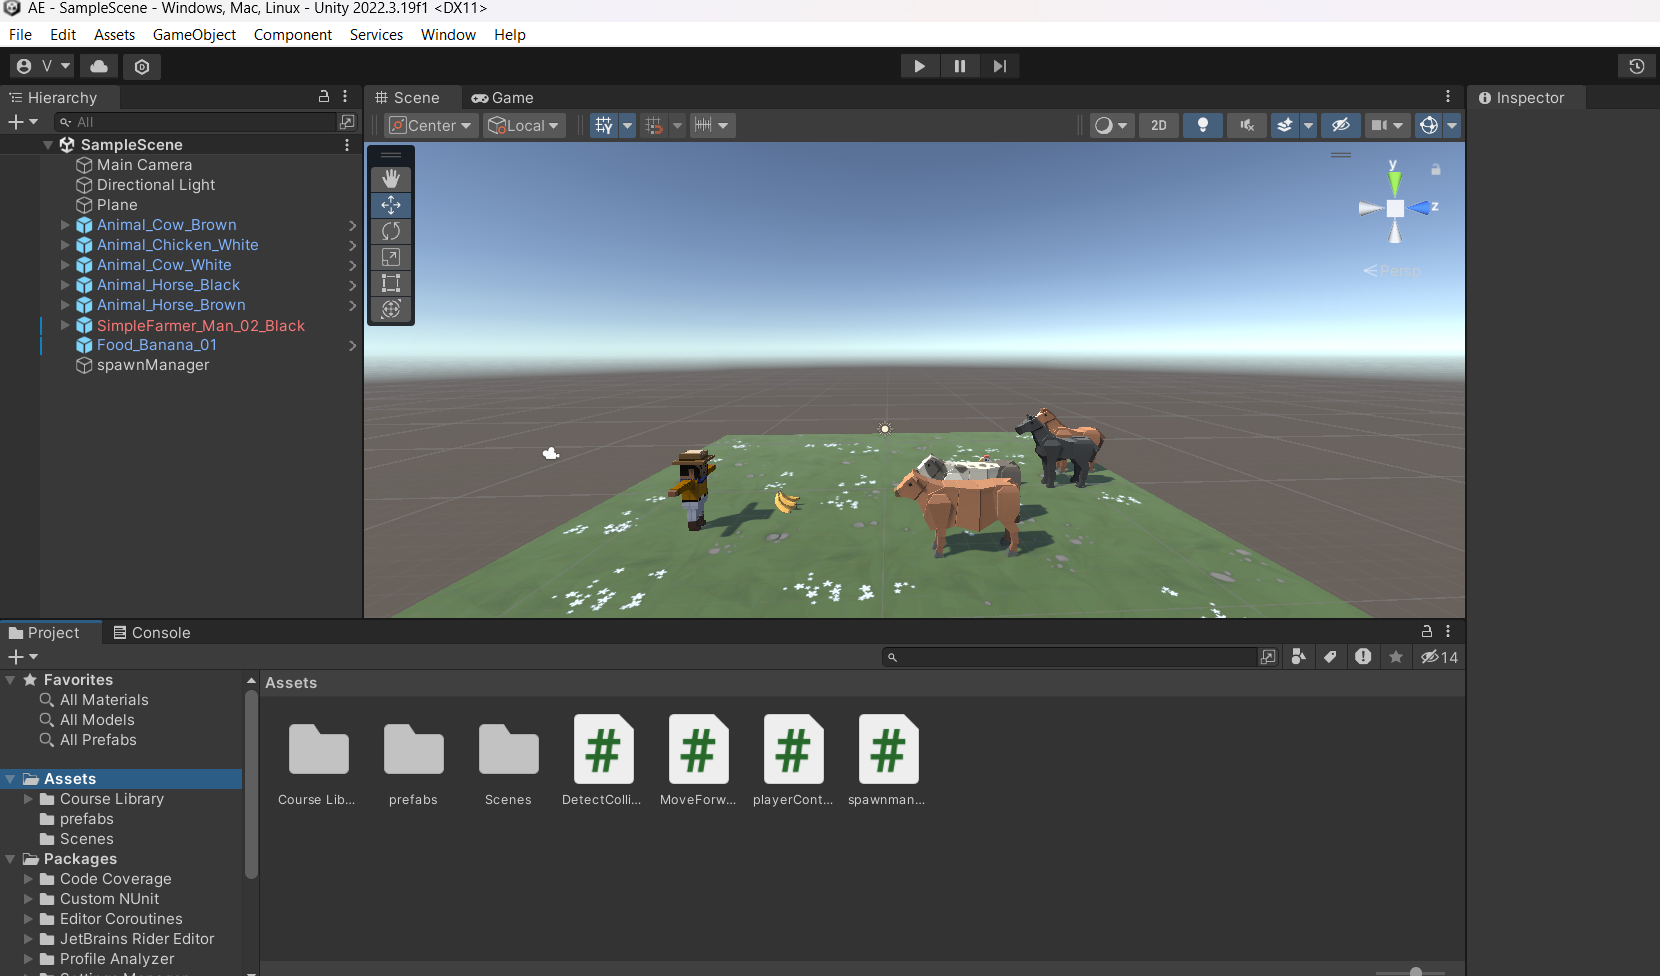 AE - SampleScene - Windows, Mac, Linux - Unity 2022.3.19f1 <DX11>
File Edit Assets GameObject Component Services Window Help
V
Hierarchy
All
SampleScene
Main Camera
Directional Light
Plane
Animal_Cow_Brown
Animal_Chicken_White
Animal_Cow_White
Animal_Horse_Black
Animal_Horse_Brown
SimpleFarmer_Man_02_Black
Food_Banana_01
spawnManager
Scene Game
Center Local 2D
y
z
Persp
Inspector
Project Console
14
Favorites
All Materials
All Models
All Prefabs
Assets
Course Library
prefabs
Scenes
Packages
Code Coverage
Custom NUnit
Editor Coroutines
JetBrains Rider Editor
Profile Analyzer
Assets
Course Lib... prefabs Scenes DetectColli... MoveForw... playerCont... spawnman...